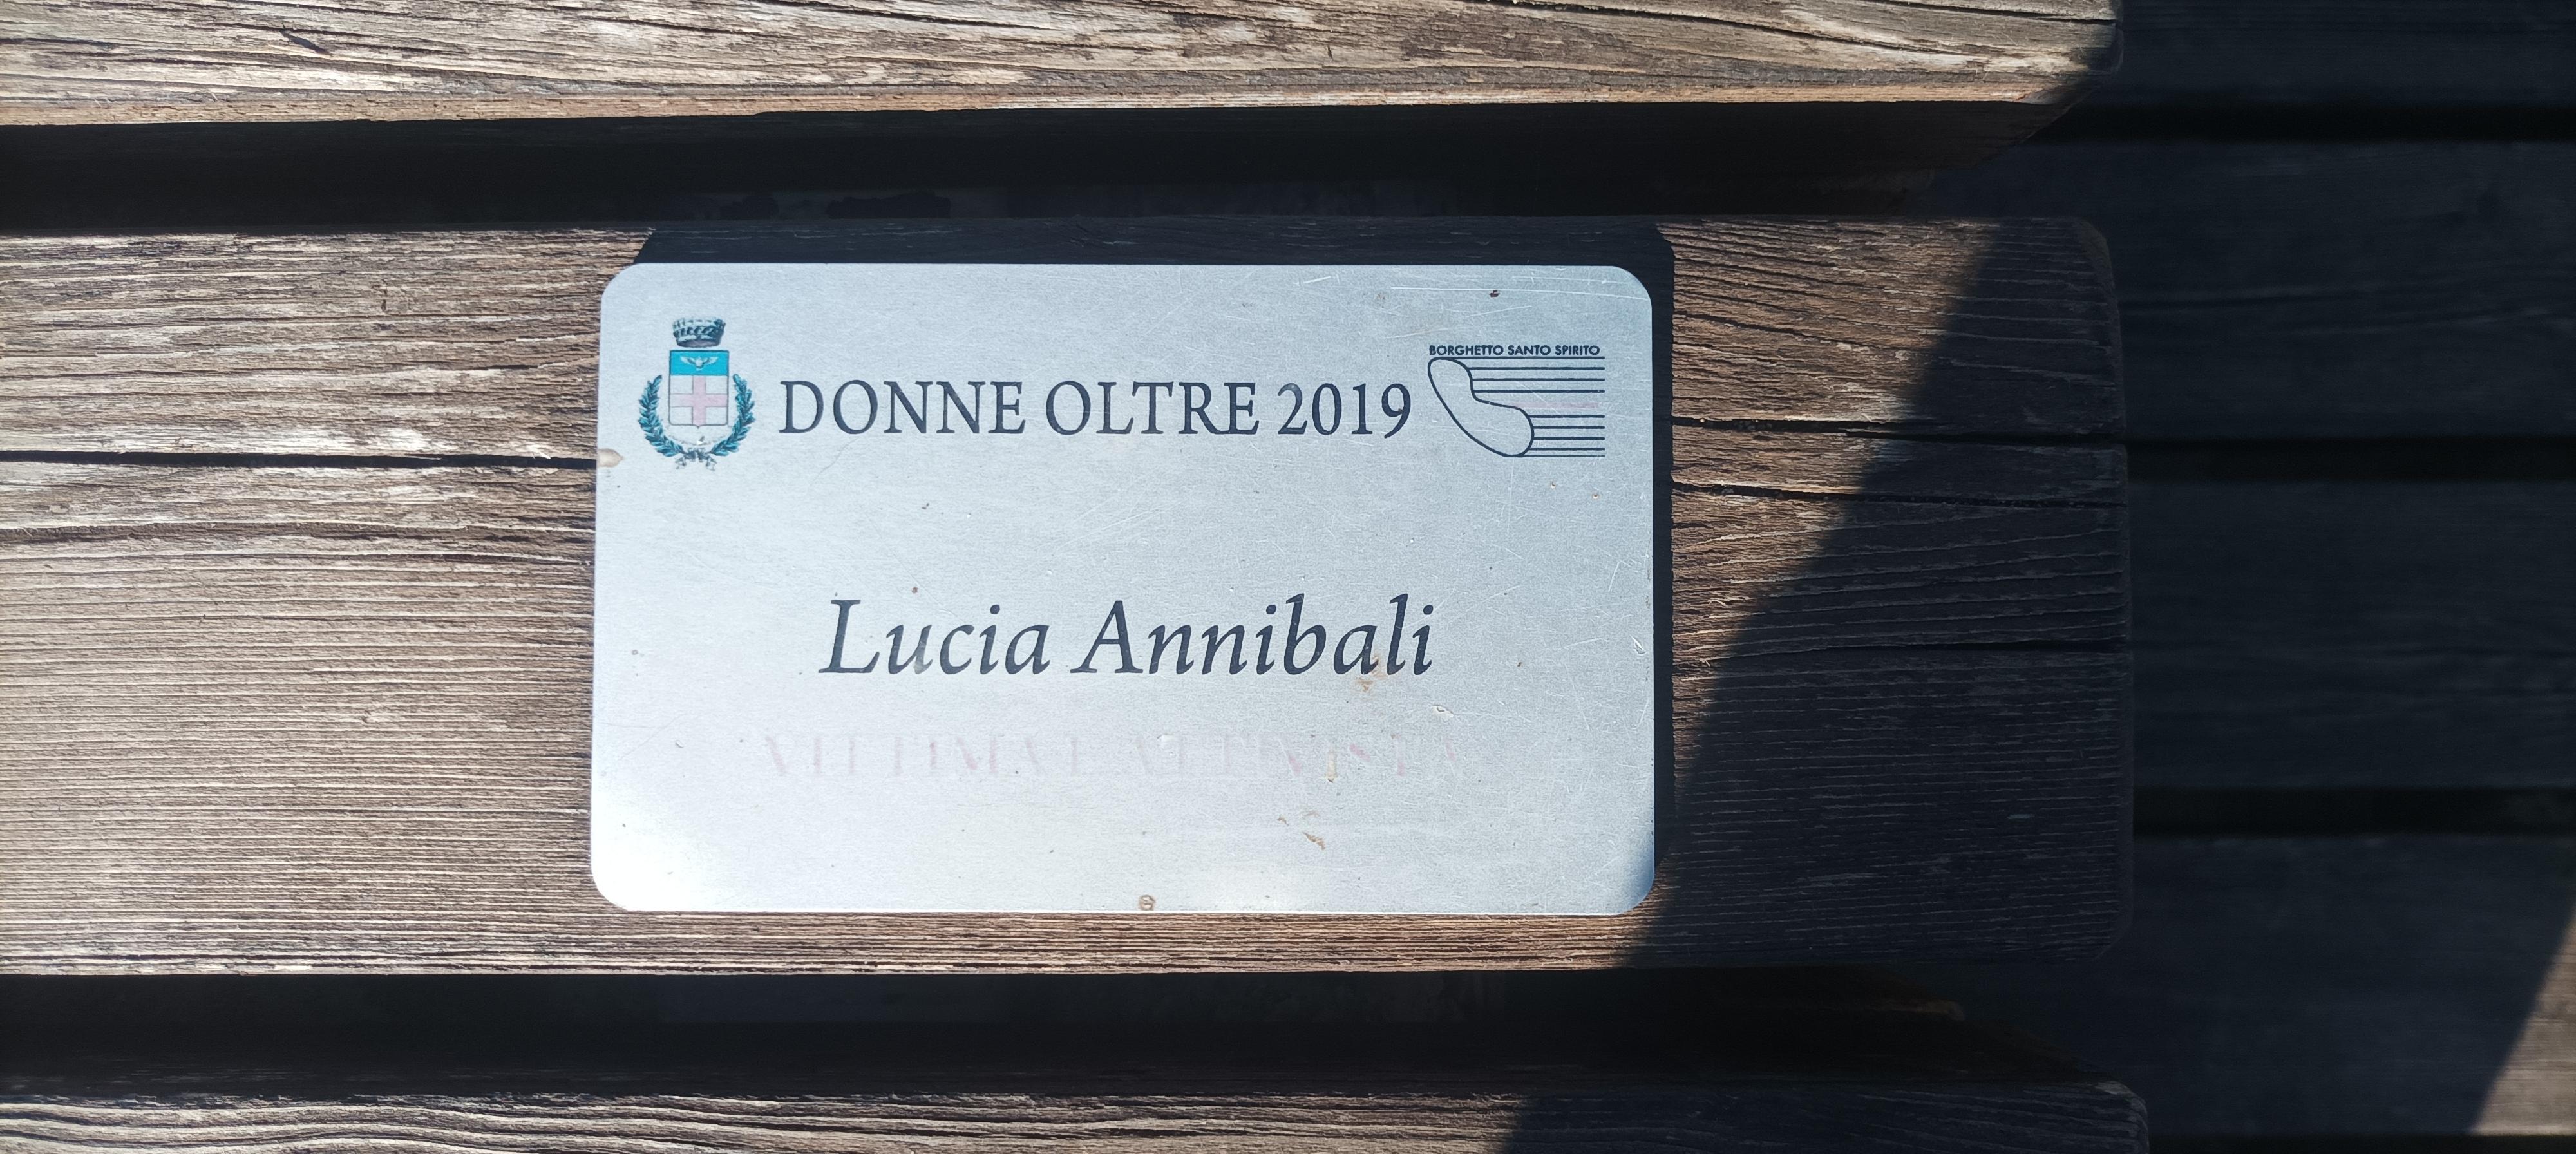 BORGHETTO SANTO SPIRITO
DONNE OLTRE 2019
Lucia Annibali